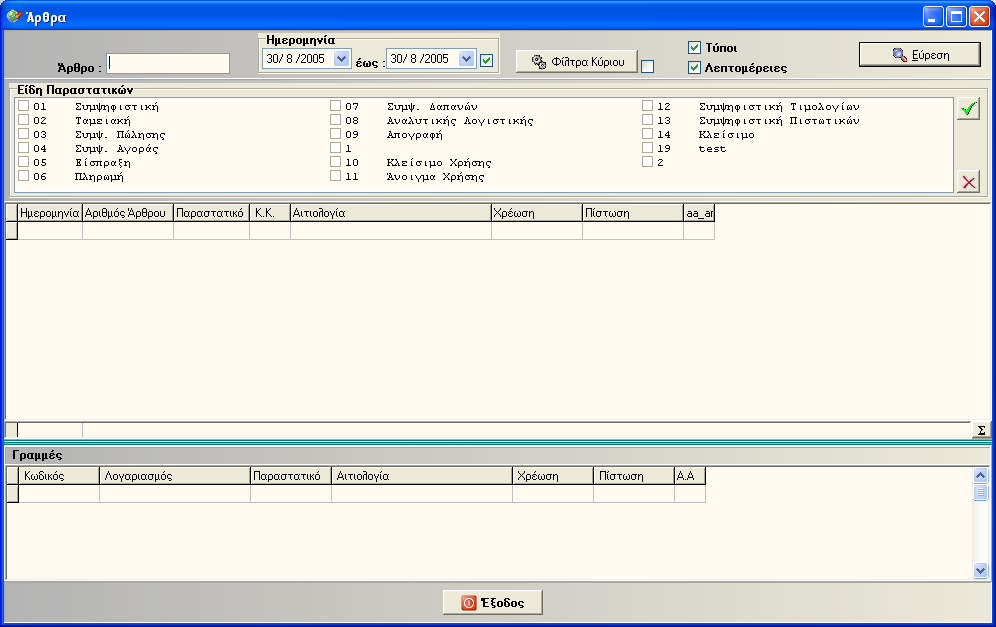 Άρθρα
Άρθρο :
Ημερομηνία
30/ 8 /2005 έως : 30/ 8 /2005
Φίλτρα Κύριου
Τύποι
Λεπτομέρειες
Εύρεση
Είδη Παραστατικών
01 Συμψηφιστική
02 Ταμειακή
03 Συμψ. Πώλησης
04 Συμψ. Αγοράς
05 Είσπραξη
06 Πληρωμή
07 Συμψ. Δαπανών
08 Αναλυτικής Λογιστικής
09 Απογραφή
1
10 Κλείσιμο Χρήσης
11 Άνοιγμα Χρήσης
12 Συμψηφιστική Τιμολογίων
13 Συμψηφιστική Πιστωτικών
14 Κλείσιμο
19 test
2
Ημερομηνία Αριθμός Άρθρου Παραστατικό Κ.Κ. Αιτιολογία Χρέωση Πίστωση aa_ar
Σ
Γραμμές
Κωδικός Λογαριασμός Παραστατικό Αιτιολογία Χρέωση Πίστωση Α.Α
Έξοδος